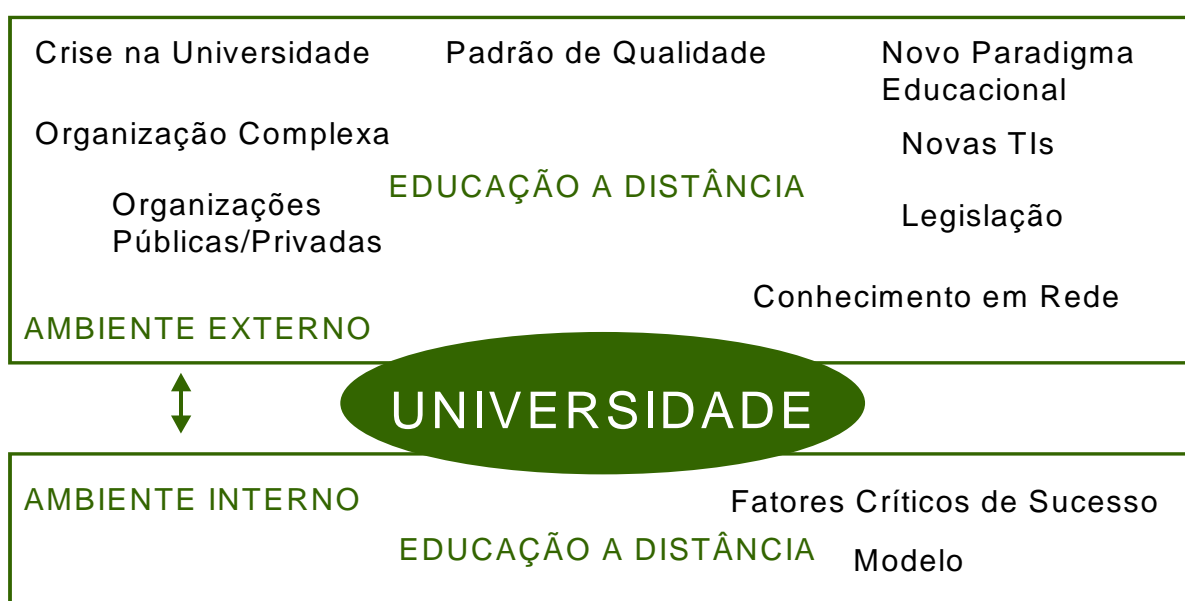 Crise na Universidade
Padrão de Qualidade
Novo Paradigma
Educacional
Organização Complexa
Novas TIs
EDUCAÇÃO A DISTÂNCIA
Organizações
Públicas/Privadas
Legislação
Conhecimento em Rede
AMBIENTE EXTERNO
UNIVERSIDADE
AMBIENTE INTERNO
Fatores Críticos de Sucesso
EDUCAÇÃO A DISTÂNCIA
Modelo